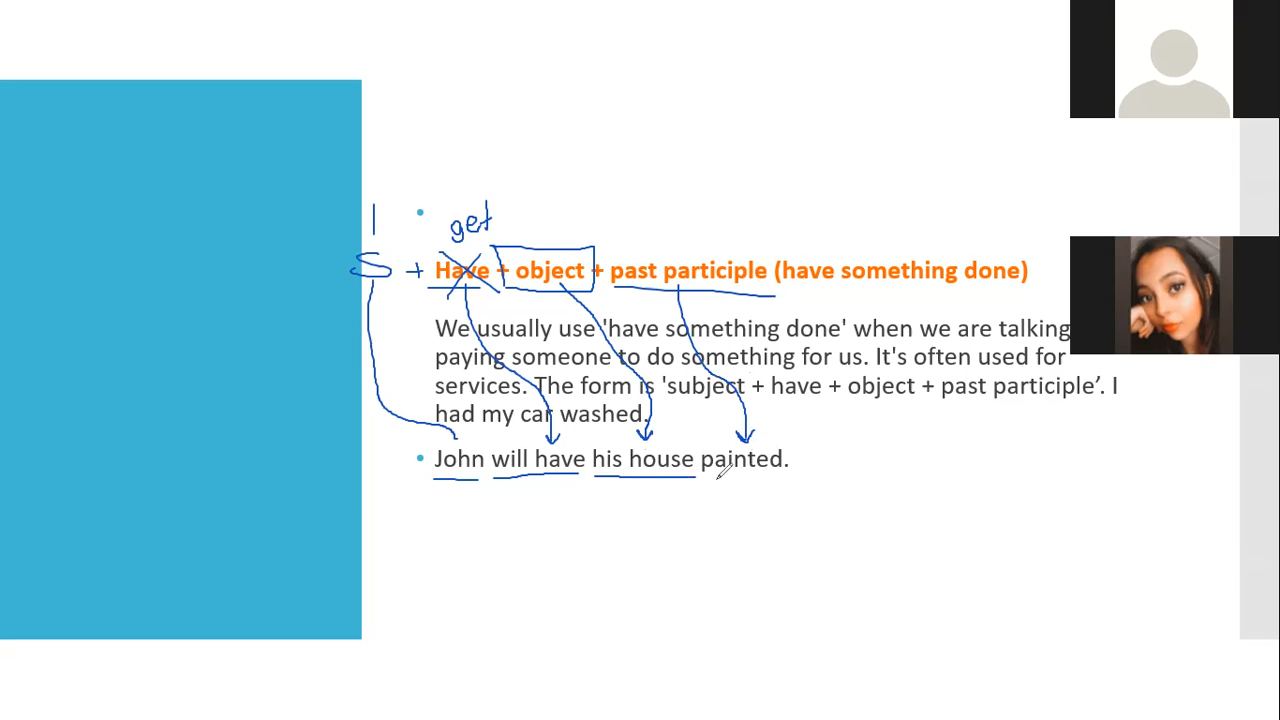 I
get
S + Have + object + past participle (have something done)
We usually use 'have something done' when we are talking
paying someone to do something for us. It's often used for
services. The form is 'subject + have + object + past participle’. I
had my car washed.
John will have his house painted.